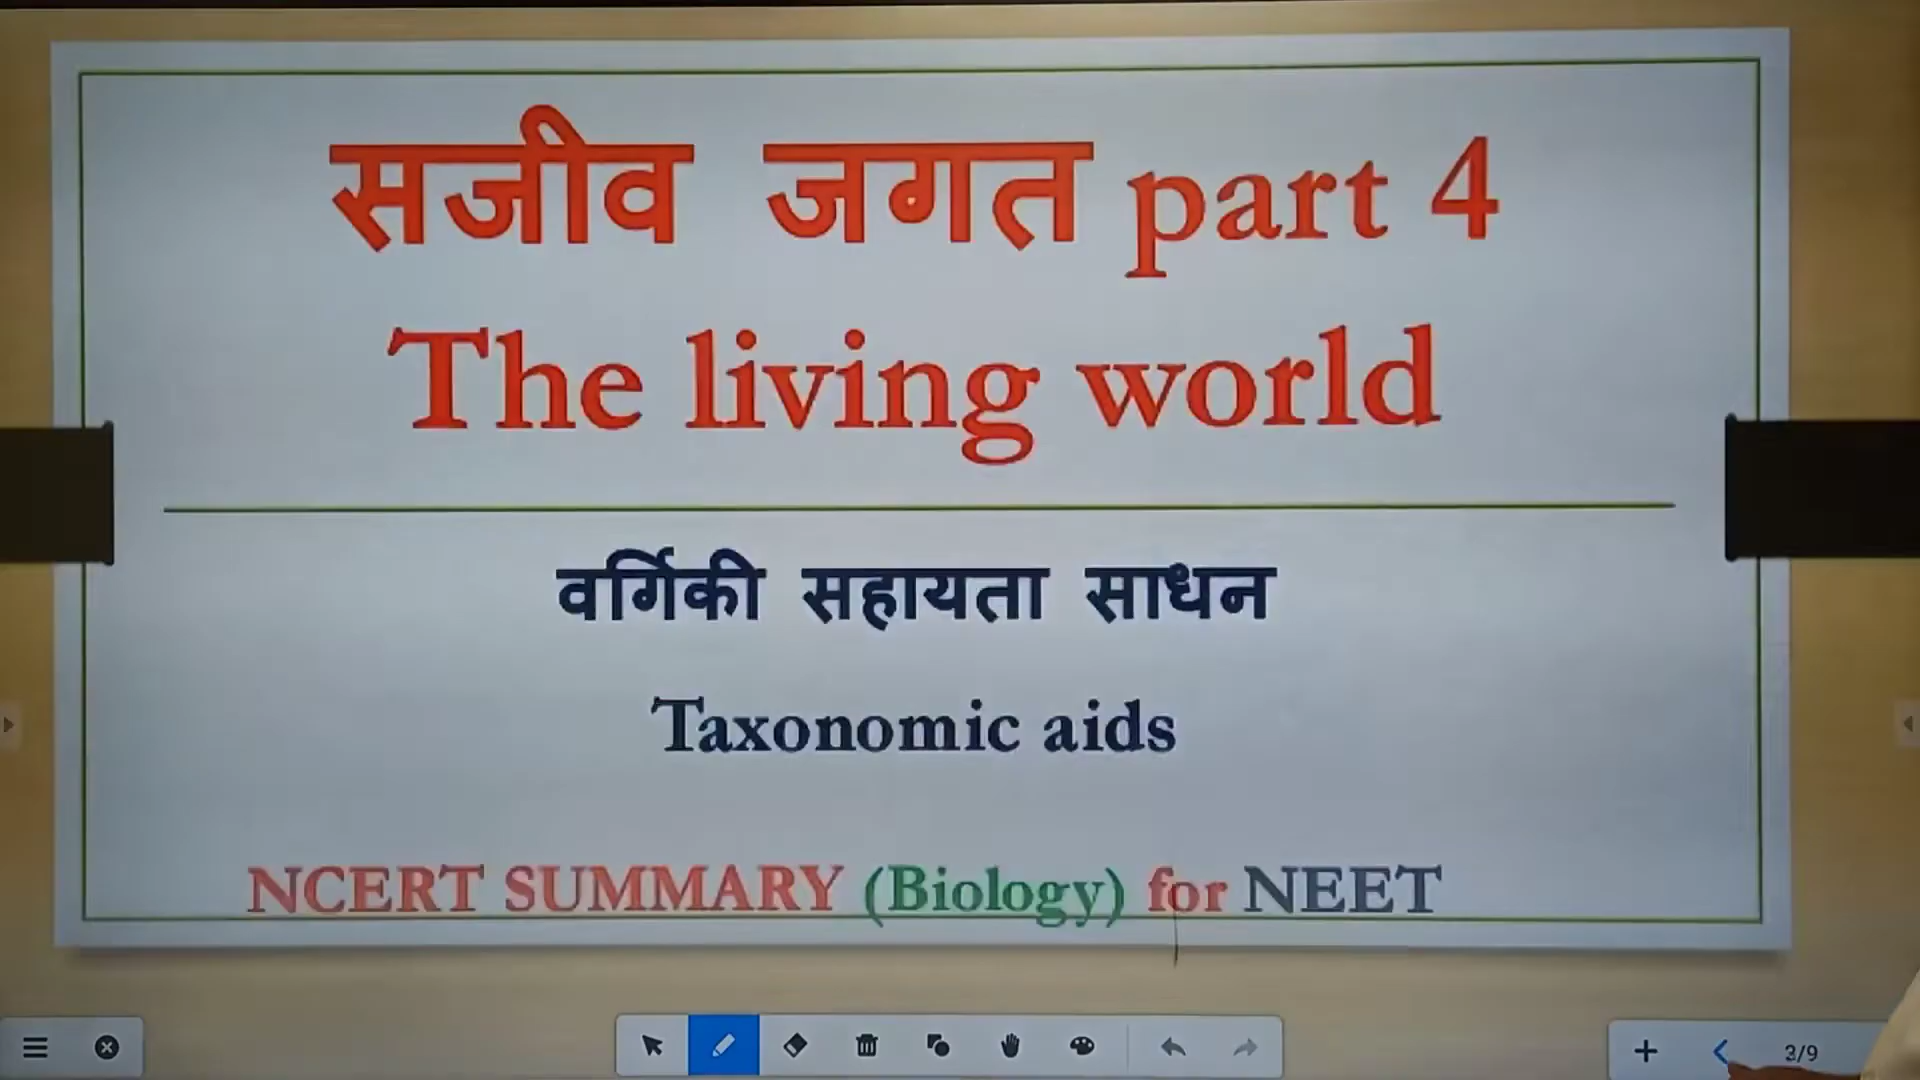 सजीव जगत part 4
The living world
वर्गिकी सहायता साधन
Taxonomic aids
NCERT SUMMARY (Biology) for NEET
3/9